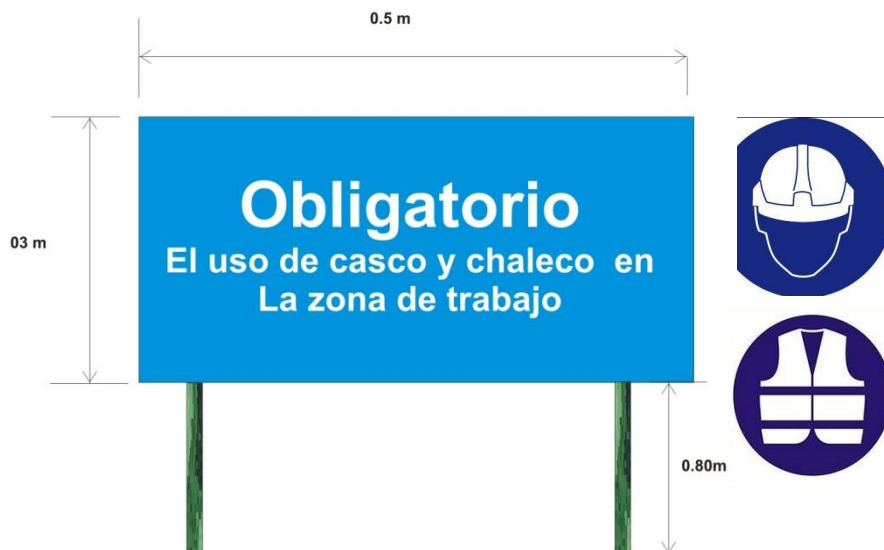 0.5 m
03 m
Obligatorio
El uso de casco y chaleco en
La zona de trabajo
0.80m